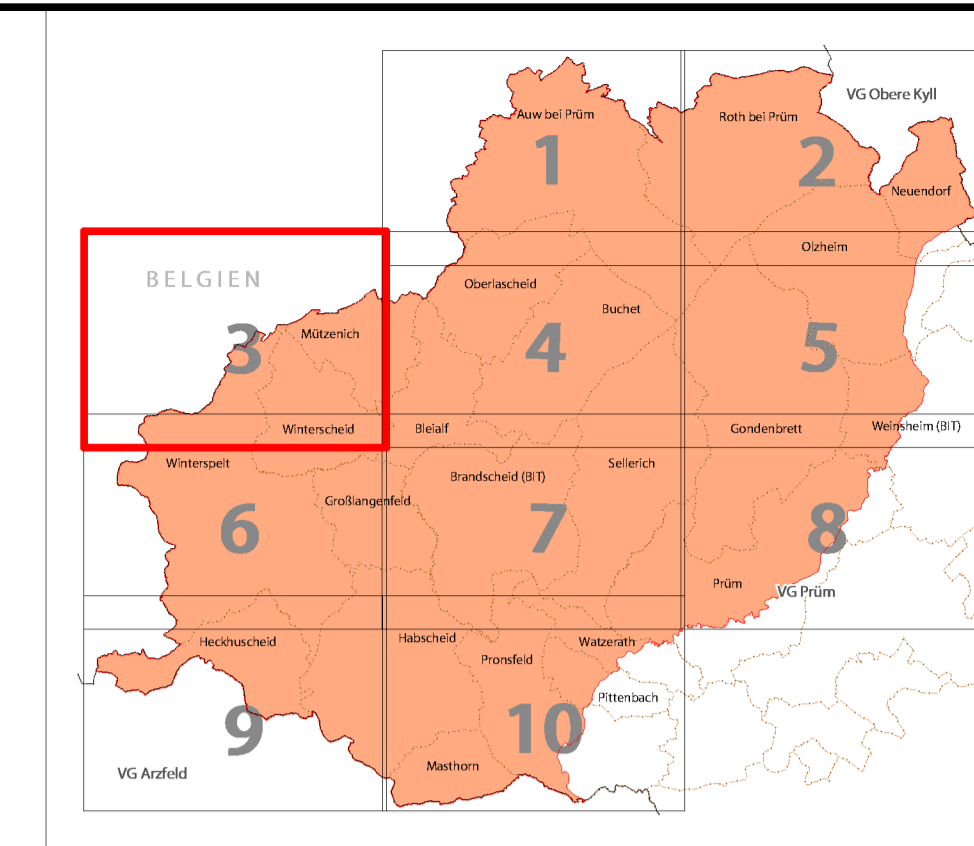 VG Obere Kyll
Auw bei Prüm
Roth bei Prüm
1
2
Neuendorf
Olzheim
BELGIEN
Oberlascheid
Buchet
Mützenich
3
4
5
Winterscheid
Bleialf
Gondenbrett
Weinsheim (BIT)
Winterspelt
Sellerich
Brandscheid (BIT)
Großlangenfeld
6
7
8
Prüm
VG Prüm
Heckhuscheid
Habscheid
Watzerath
Pronsfeld
Pittenbach
9
10
VG Arzfeld
Masthorn